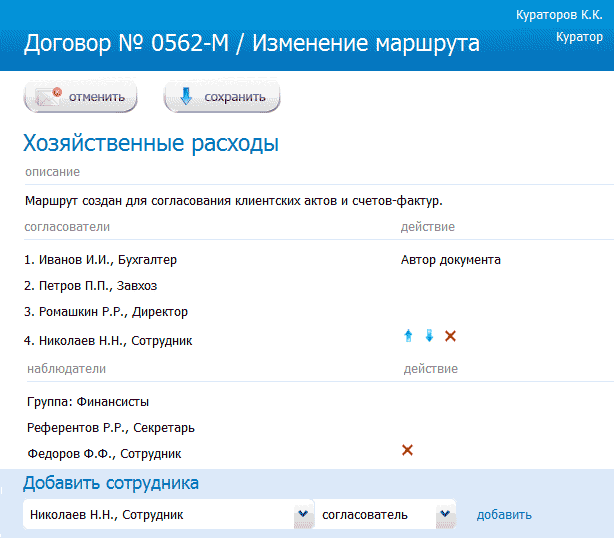 Кураторов К.К.
Договор № 0562-М / Изменение маршрута
Куратор
отменить
сохранить
Хозяйственные расходы
описание
Маршрут создан для согласования клиентских актов и счетов-фактур.
согласователи действие
1. Иванов И.И., Бухгалтер Автор документа
2. Петров П.П., Завхоз
3. Ромашкин Р.Р., Директор
4. Николаев Н.Н., Сотрудник
наблюдатели действие
Группа: Финансисты
Референтов Р.Р., Секретарь
Федоров Ф.Ф., Сотрудник
Добавить сотрудника
Николаев Н.Н., Сотрудник согласователь добавить